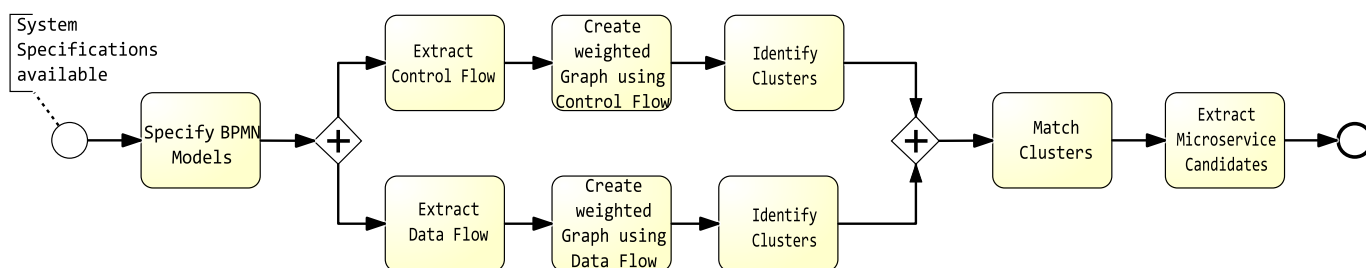 System
Specifications
available
Specify BPMN
Models
Extract
Control Flow
Create
weighted
Graph using
Control Flow
Identify
Clusters
Extract
Data Flow
Create
weighted
Graph using
Data Flow
Identify
Clusters
Match
Clusters
Extract
Microservice
Candidates